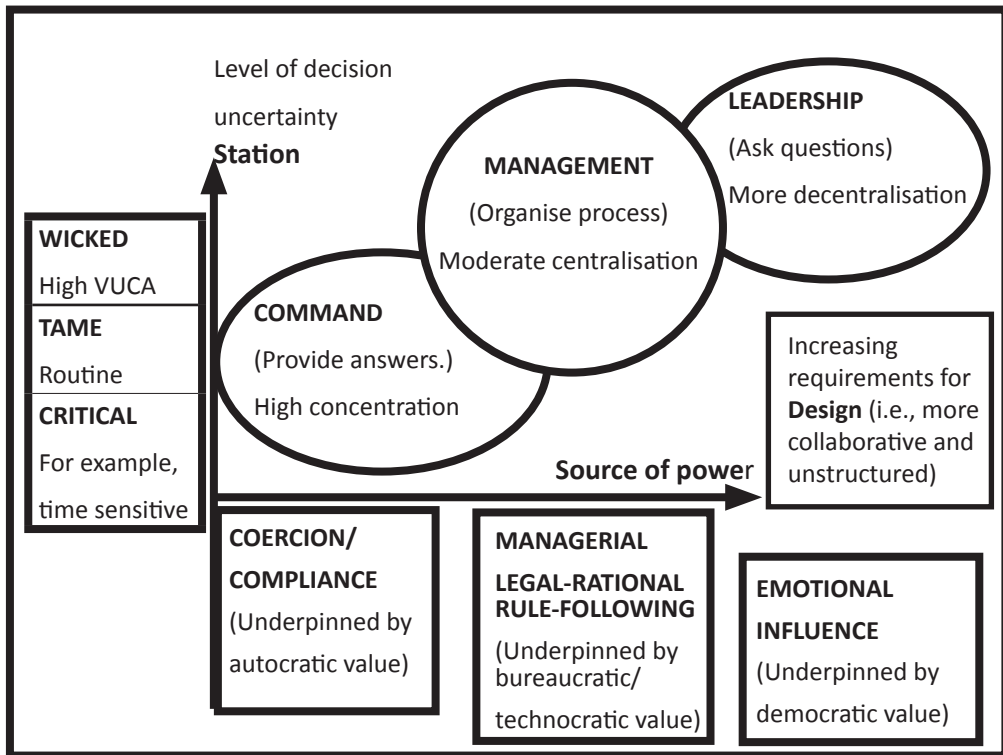 Level of decision
uncertainty
Station
LEADERSHIP
(Ask questions)
More decentralisation
MANAGEMENT
(Organise process)
Moderate centralisation
WICKED
High VUCA
TAME
Routine
CRITICAL
For example,
time sensitive
COMMAND
(Provide answers.)
High concentration
Increasing
requirements for
Design (i.e., more
collaborative and
unstructured)
Source of power
COERCION/
COMPLIANCE
(Underpinned by
autocratic value)
MANAGERIAL
LEGAL-RATIONAL
RULE-FOLLOWING
(Underpinned by
bureaucratic/
technocratic value)
EMOTIONAL
INFLUENCE
(Underpinned by
democratic value)